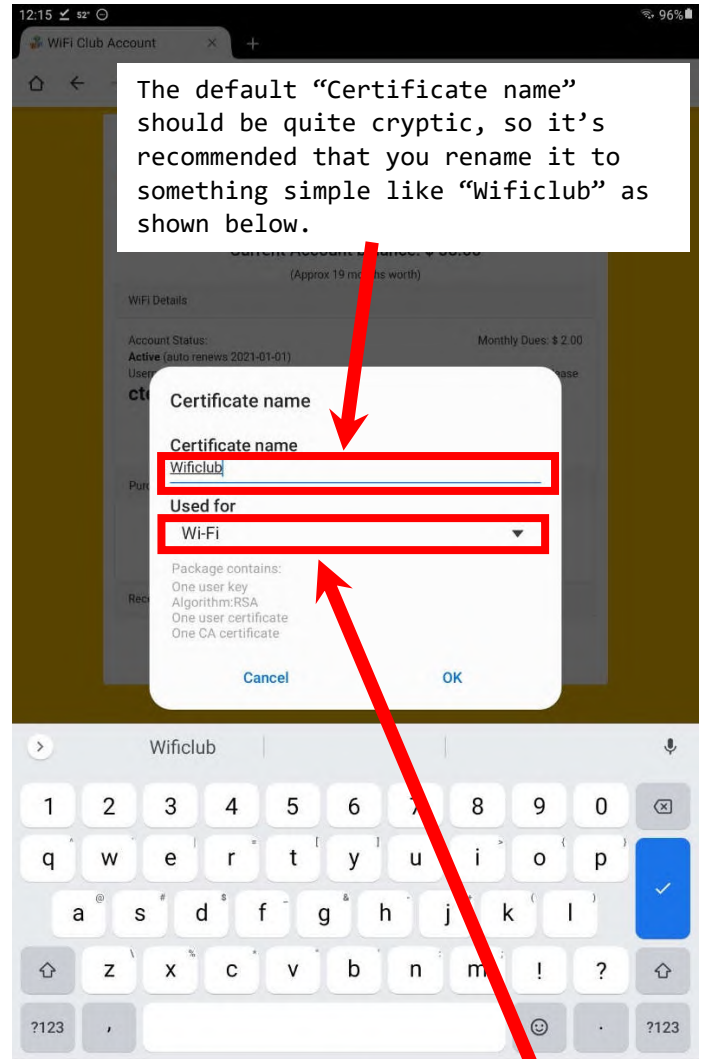 12:15 52° 96%
WiFi Club Account × +
The default “Certificate name”
should be quite cryptic, so it’s
recommended that you rename it to
something simple like “Wificlub” as
shown below.
(Approx 19 months worth)
WiFi Details
Account Status: Monthly Dues: $ 2.00
Active (auto renews 2021-01-01)
Certificate name
Certificate name
Wificlub
Used for
Wi-Fi
Package contains:
One user key
Algorithm:RSA
One user certificate
One CA certificate
Cancel OK
Wificlub
1 2 3 4 5 6 7 8 9 0
q w e r t y u i o p
a s d f g h j k l
z x c v b n m ! ?
?123 , . ?123